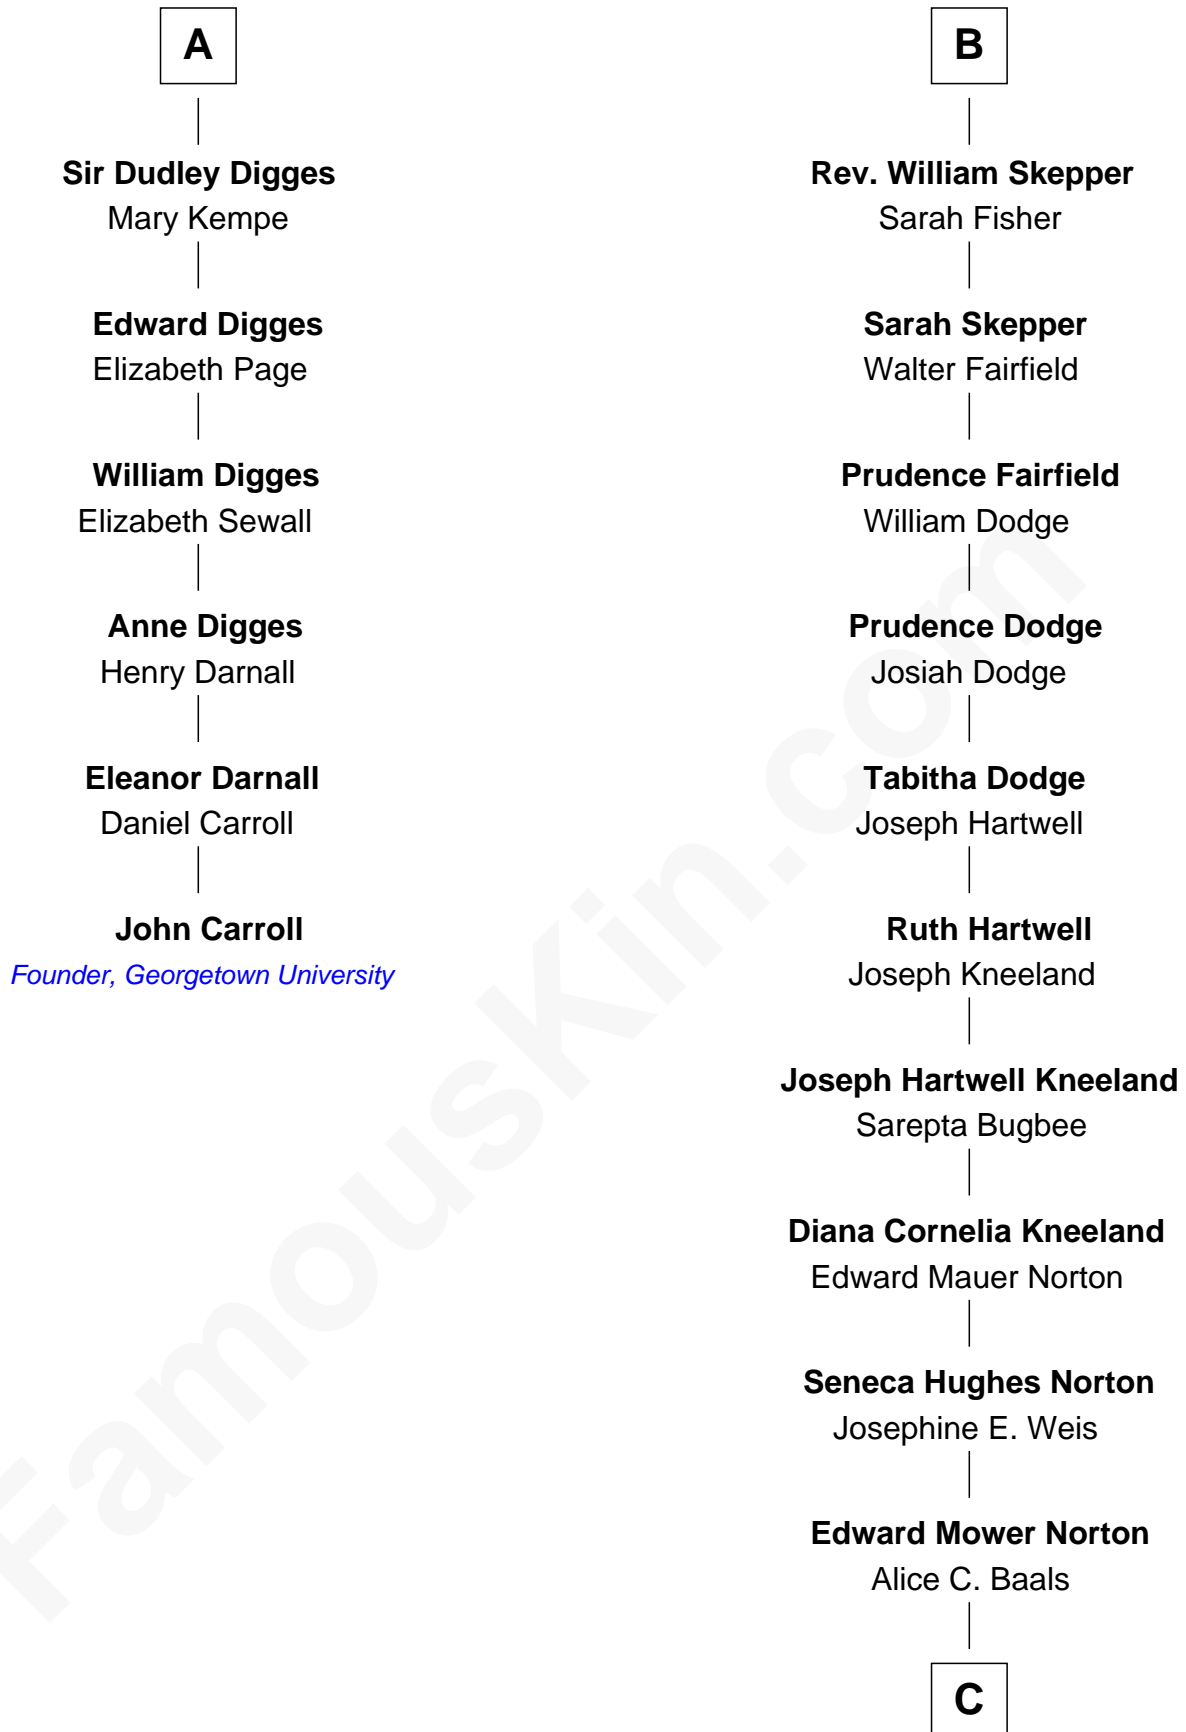 A
Sir Dudley Digges
Mary Kempe
Edward Digges
Elizabeth Page
William Digges
Elizabeth Sewall
Anne Digges
Henry Darnall
Eleanor Darnall
Daniel Carroll
John Carroll
Founder, Georgetown University
B
Rev. William Skepper
Sarah Fisher
Sarah Skepper
Walter Fairfield
Prudence Fairfield
William Dodge
Prudence Dodge
Josiah Dodge
Tabitha Dodge
Joseph Hartwell
Ruth Hartwell
Joseph Kneeland
Joseph Hartwell Kneeland
Sarepta Bugbee
Diana Cornelia Kneeland
Edward Mauer Norton
Seneca Hughes Norton
Josephine E. Weis
Edward Mower Norton
Alice C. Baals
C
FamousKin.com